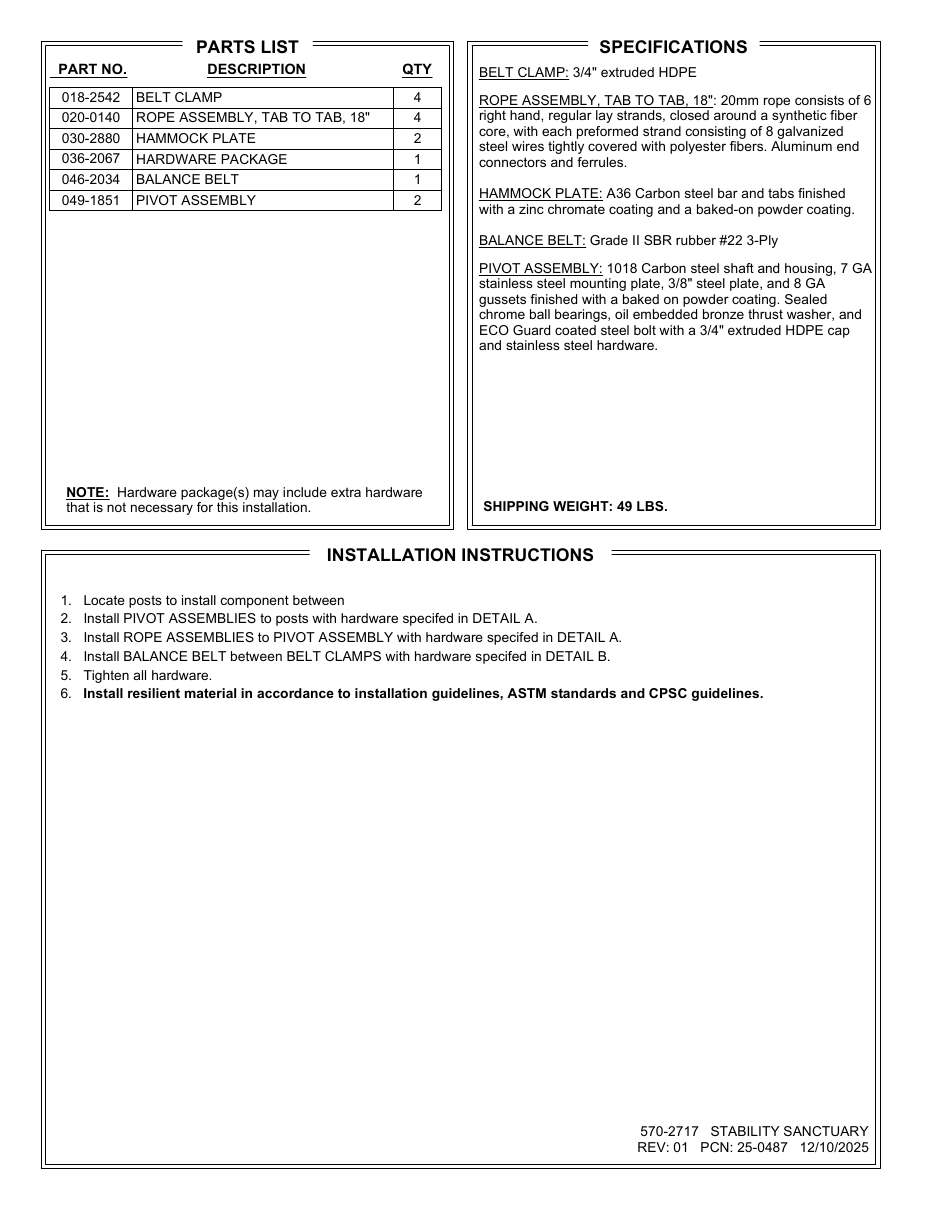 PARTS LIST
PART NO. DESCRIPTION QTY
018-2542 BELT CLAMP 4
020-0140 ROPE ASSEMBLY, TAB TO TAB, 18" 4
030-2880 HAMMOCK PLATE 2
036-2067 HARDWARE PACKAGE 1
046-2034 BALANCE BELT 1
049-1851 PIVOT ASSEMBLY 2
NOTE: Hardware package(s) may include extra hardware
that is not necessary for this installation.
SPECIFICATIONS
BELT CLAMP: 3/4" extruded HDPE
ROPE ASSEMBLY, TAB TO TAB, 18": 20mm rope consists of 6
right hand, regular lay strands, closed around a synthetic fiber
core, with each preformed strand consisting of 8 galvanized
steel wires tightly covered with polyester fibers. Aluminum end
connectors and ferrules.
HAMMOCK PLATE: A36 Carbon steel bar and tabs finished
with a zinc chromate coating and a baked-on powder coating.
BALANCE BELT: Grade II SBR rubber #22 3-Ply
PIVOT ASSEMBLY: 1018 Carbon steel shaft and housing, 7 GA
stainless steel mounting plate, 3/8" steel plate, and 8 GA
gussets finished with a baked on powder coating. Sealed
chrome ball bearings, oil embedded bronze thrust washer, and
ECO Guard coated steel bolt with a 3/4" extruded HDPE cap
and stainless steel hardware.
SHIPPING WEIGHT: 49 LBS.
INSTALLATION INSTRUCTIONS
1. Locate posts to install component between
2. Install PIVOT ASSEMBLIES to posts with hardware specifed in DETAIL A.
3. Install ROPE ASSEMBLIES to PIVOT ASSEMBLY with hardware specifed in DETAIL A.
4. Install BALANCE BELT between BELT CLAMPS with hardware specifed in DETAIL B.
5. Tighten all hardware.
6. Install resilient material in accordance to installation guidelines, ASTM standards and CPSC guidelines.
570-2717 STABILITY SANCTUARY
REV: 01 PCN: 25-0487 12/10/2025